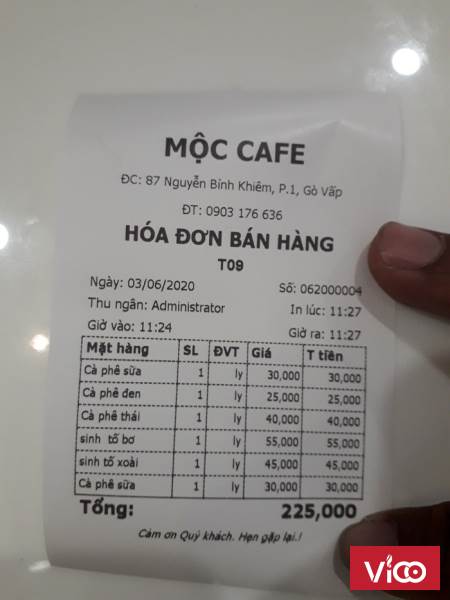 MỘC CAFE
ĐC: 87 Nguyễn Bỉnh Khiêm, P.1, Gò Vấp
ĐT: 0903 176 636
HÓA ĐƠN BÁN HÀNG
T09
Ngày: 03/06/2020 Số: 062000004
Thu ngân: Administrator In lúc: 11:27
Giờ vào: 11:24 Giờ ra: 11:27
Mặt hàng SL ĐVT Giá T tiền
Cà phê sữa 1 ly 30,000 30,000
Cà phê đen 1 ly 25,000 25,000
Cà phê thái 1 ly 40,000 40,000
sinh tố bơ 1 ly 55,000 55,000
sinh tố xoài 1 ly 45,000 45,000
Cà phê sữa 1 ly 30,000 30,000
Tổng: 225,000
Cảm ơn Quý khách. Hẹn gặp lại.!
Vioo